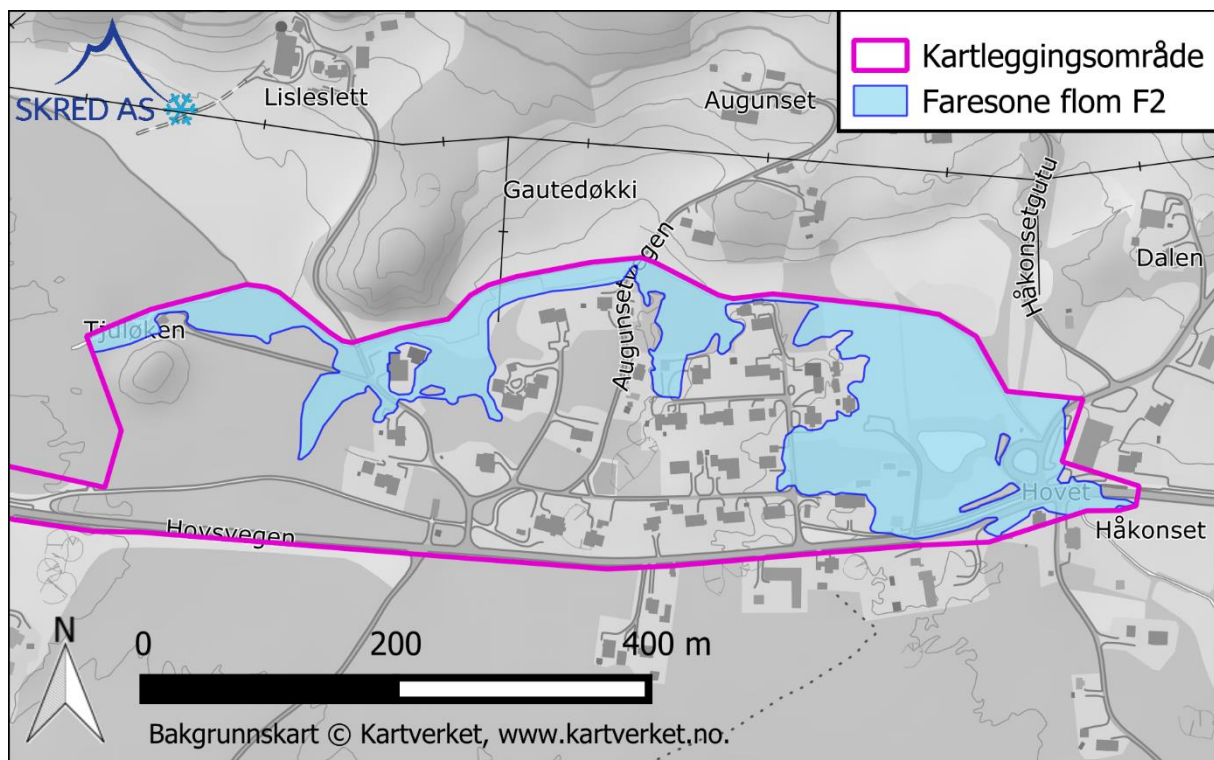 SKRED AS
Lisleslett
Augunset
Kartleggingsområde
Faresone flom F2
Gautedøkki
Håkonsetgutu
Dalen
Tjuløken
Augunsetvegen
Hovsvegen
Hovet
Håkonset
N
0 200 400 m
Bakgrunnskart © Kartverket, www.kartverket.no.